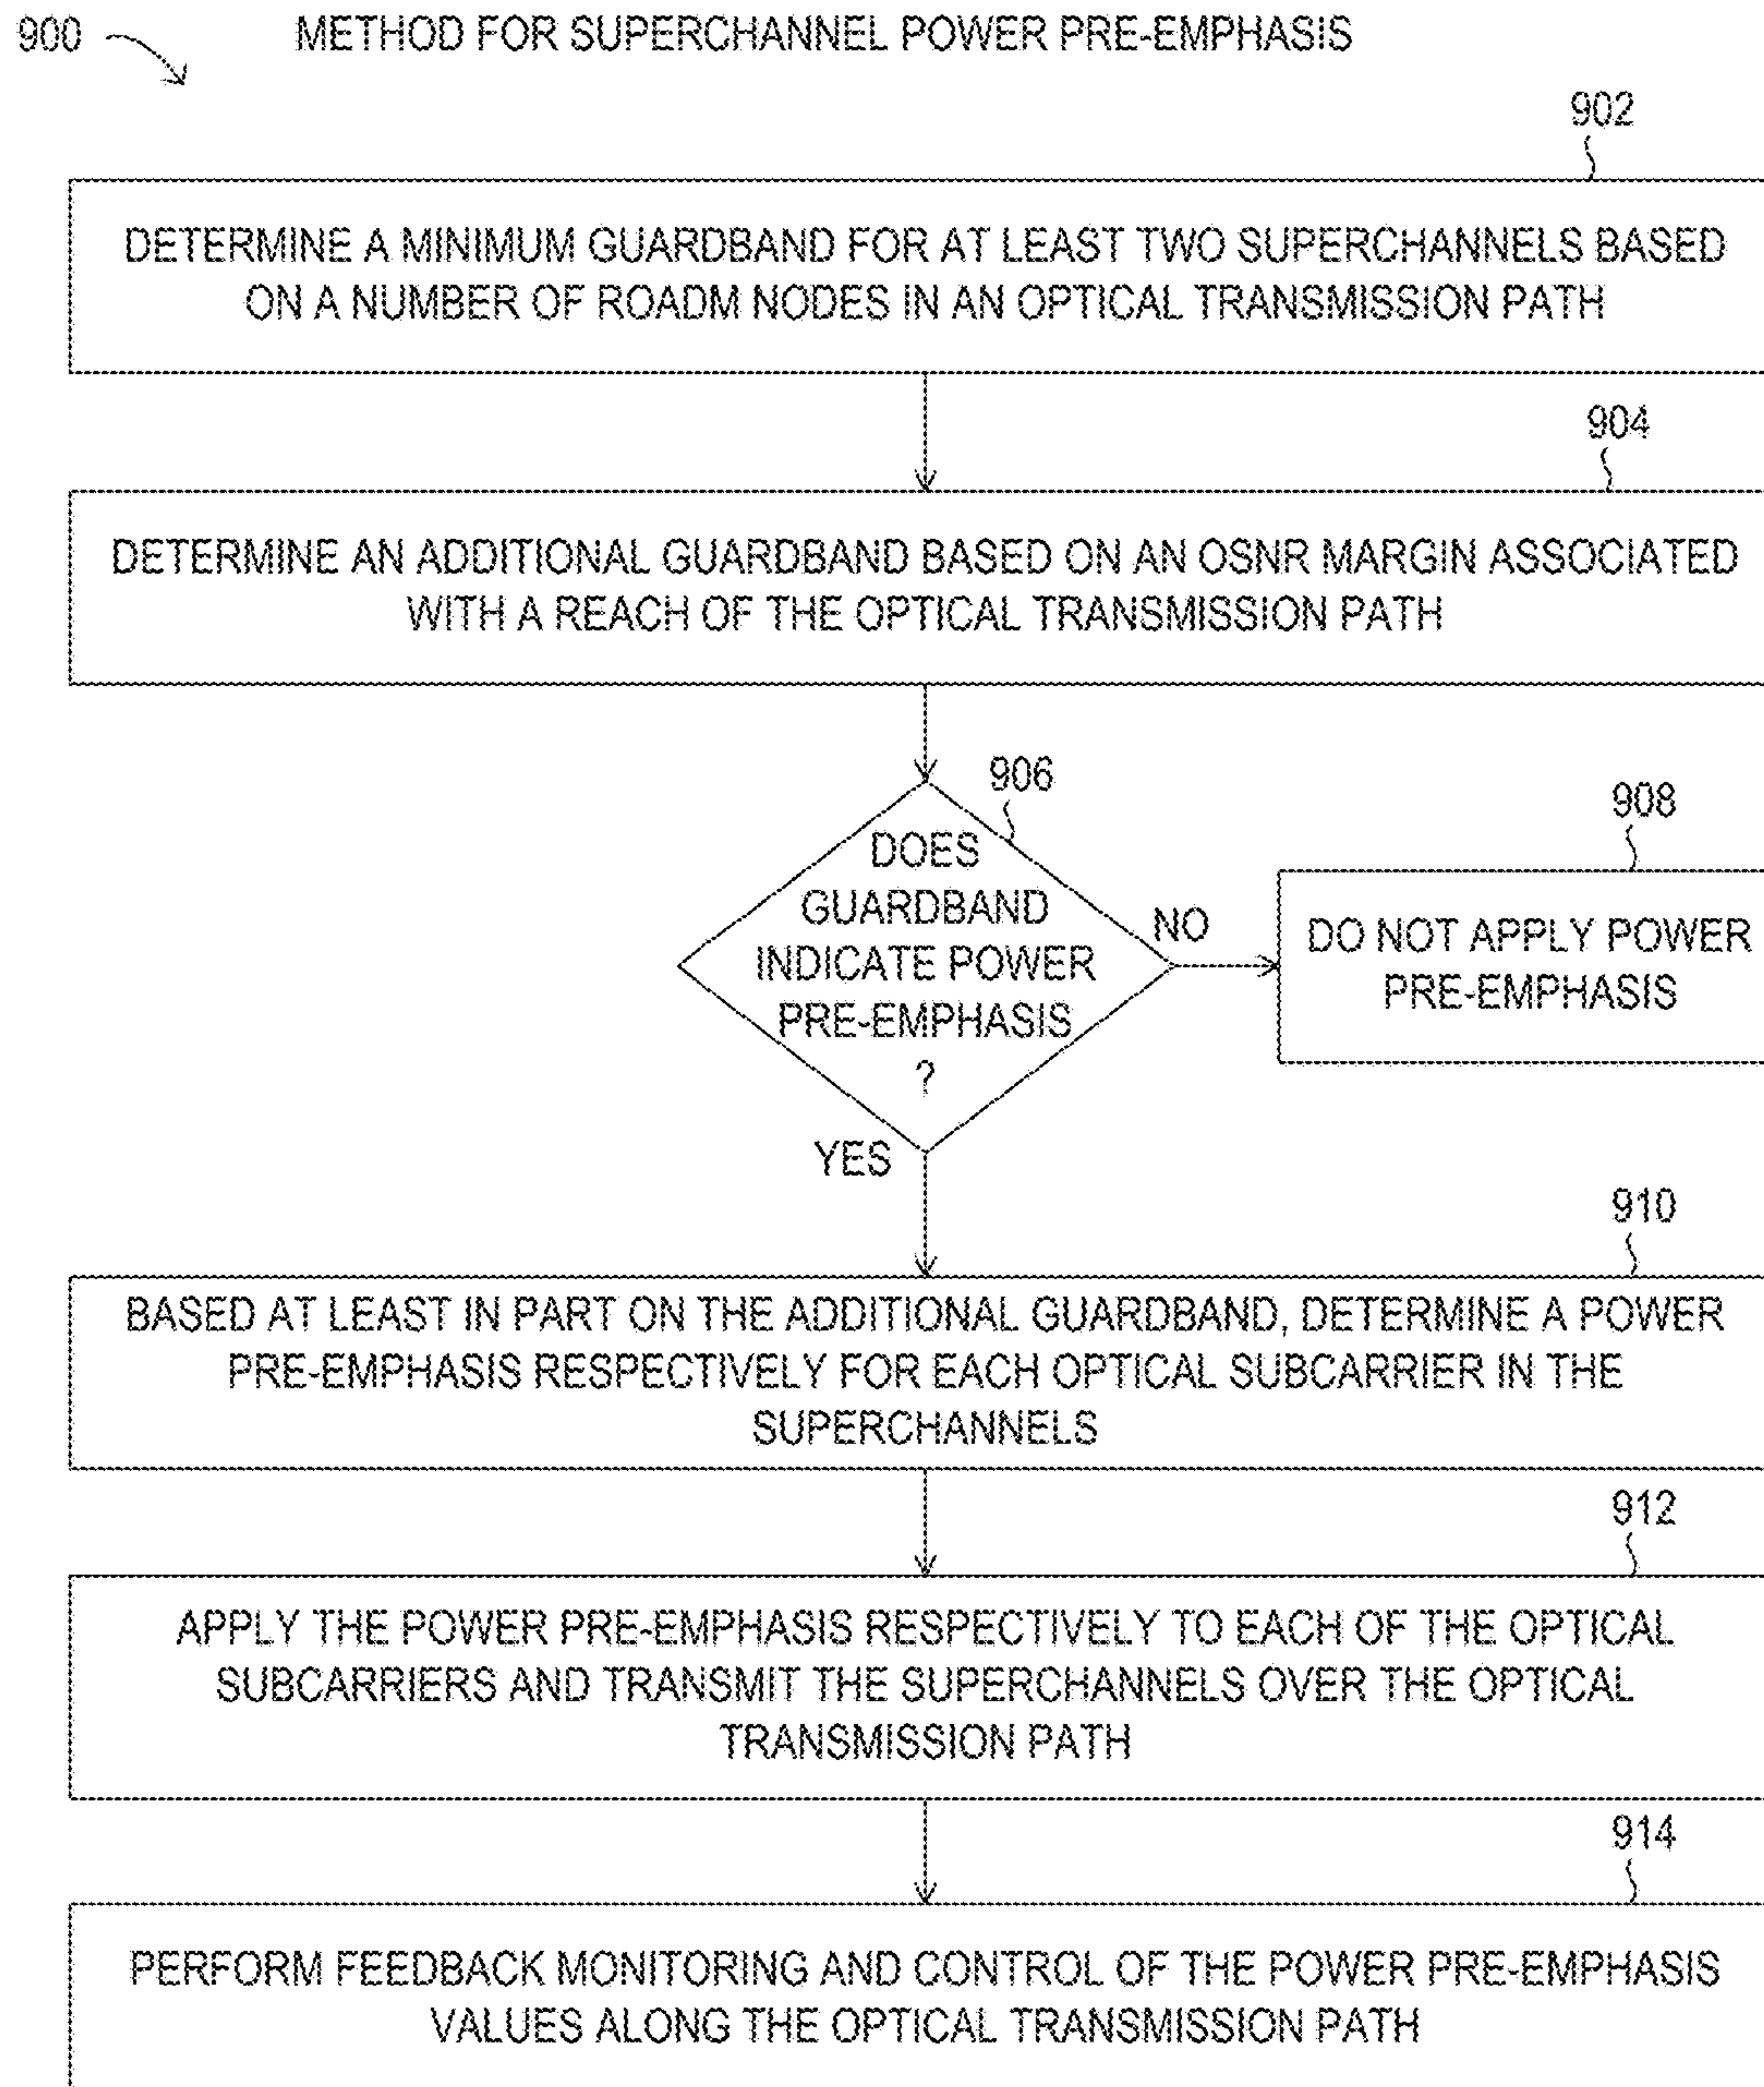 900
METHOD FOR SUPERCHANNEL POWER PRE-EMPHASIS
902
DETERMINE A MINIMUM GUARDBAND FOR AT LEAST TWO SUPERCHANNELS BASED
ON A NUMBER OF ROADM NODES IN AN OPTICAL TRANSMISSION PATH
904
DETERMINE AN ADDITIONAL GUARDBAND BASED ON AN OSNR MARGIN ASSOCIATED
WITH A REACH OF THE OPTICAL TRANSMISSION PATH
906
DOES
GUARDBAND
INDICATE POWER
PRE-EMPHASIS
?
NO
908
DO NOT APPLY POWER
PRE-EMPHASIS
YES
910
BASED AT LEAST IN PART ON THE ADDITIONAL GUARDBAND, DETERMINE A POWER
PRE-EMPHASIS RESPECTIVELY FOR EACH OPTICAL SUBCARRIER IN THE
SUPERCHANNELS
912
APPLY THE POWER PRE-EMPHASIS RESPECTIVELY TO EACH OF THE OPTICAL
SUBCARRIERS AND TRANSMIT THE SUPERCHANNELS OVER THE OPTICAL
TRANSMISSION PATH
914
PERFORM FEEDBACK MONITORING AND CONTROL OF THE POWER PRE-EMPHASIS
VALUES ALONG THE OPTICAL TRANSMISSION PATH